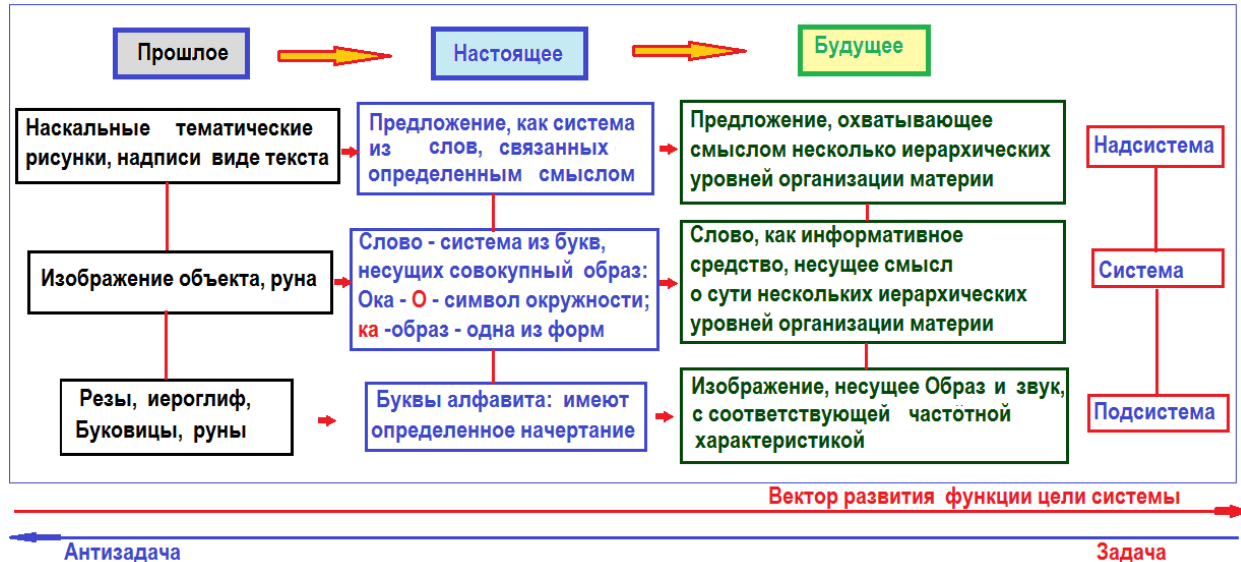 Прошлое
Настоящее
Будущее
Наскальные тематические
рисунки, надписи виде текста
Предложение, как система
из слов, связанных
определенным смыслом
Предложение, охватывающее
смыслом несколько иерархических
уровней организации материи
Надсистема
Изображение объекта, руна
Слово - система из букв,
несущих совокупный образ:
Ока - О - символ окружности;
ка -образ - одна из форм
Слово, как информативное
средство, несущее смысл
о сути нескольких иерархических
уровней организации материи
Система
Резы, иероглиф,
Буковицы, руны
Буквы алфавита: имеют
определенное начертание
Изображение, несущее Образ и звук,
с соответствующей частотной
характеристикой
Подсистема
Вектор развития функции цели системы
Антизадача
Задача